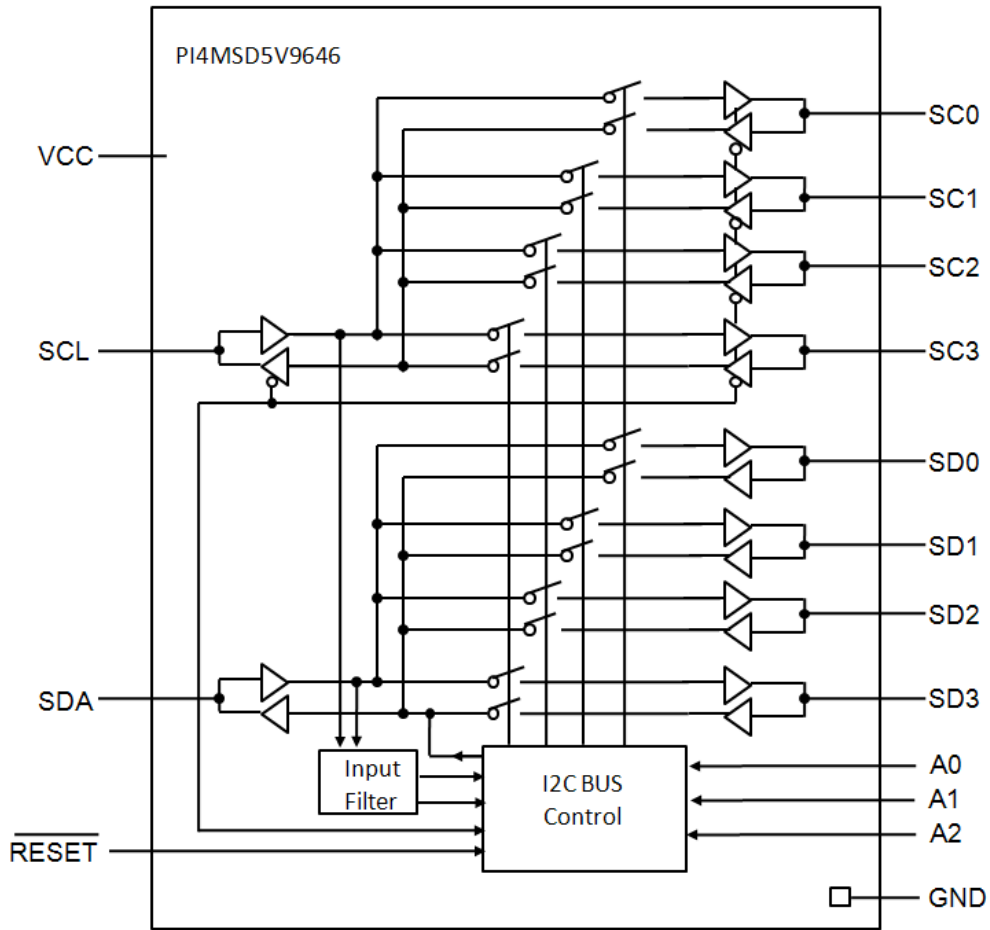 PI4MSD5V9646
VCC
SCL
SDA
RESET
SC0
SC1
SC2
SC3
SD0
SD1
SD2
SD3
A0
A1
A2
GND
Input
Filter
I2C BUS
Control